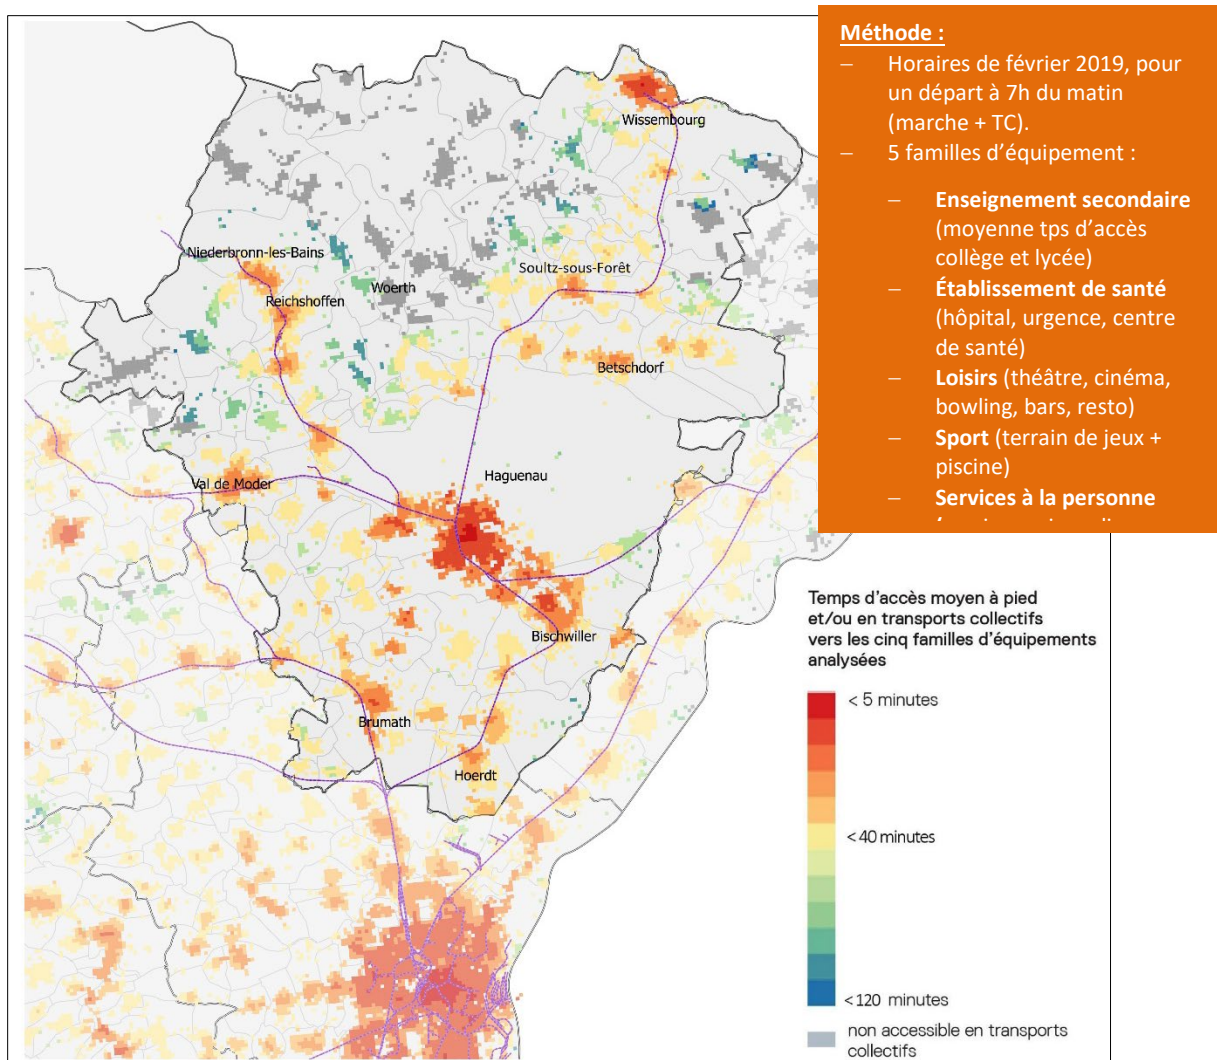 Méthode :
– Horaires de février 2019, pour
un départ à 7h du matin
(marche + TC).
– 5 familles d'équipement :
– Enseignement secondaire
(moyenne tps d'accès
collège et lycée)
– Établissement de santé
(hôpital, urgence, centre
de santé)
– Loisirs (théâtre, cinéma,
bowling, bars, resto)
– Sport (terrain de jeux +
piscine)
– Services à la personne
Wissembourg
Niederbronn-les-Bains
Soultz-sous-Forêt
Woerth
Reichshoffen
Betschdorf
Haguenau
Val de Moder
Bischwiller
Brumath
Hoerdt
Temps d'accès moyen à pied
et/ou en transports collectifs
vers les cinq familles d'équipements
analysées
< 5 minutes
< 40 minutes
< 120 minutes
non accessible en transports
collectifs